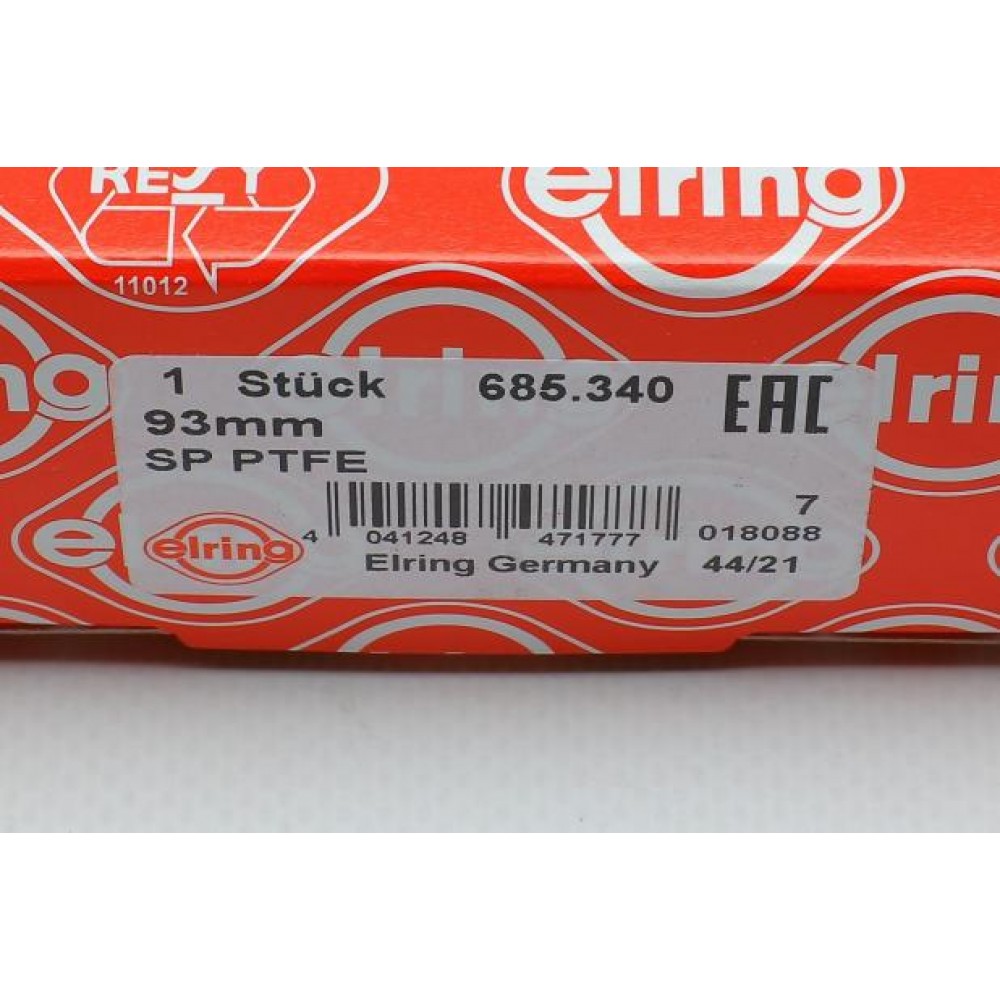 RESY
11012
elring
1 Stück 685.340 EAC
93mm
SP PTFE
elring
4 041248 471777
7
018088
Elring Germany 44/21